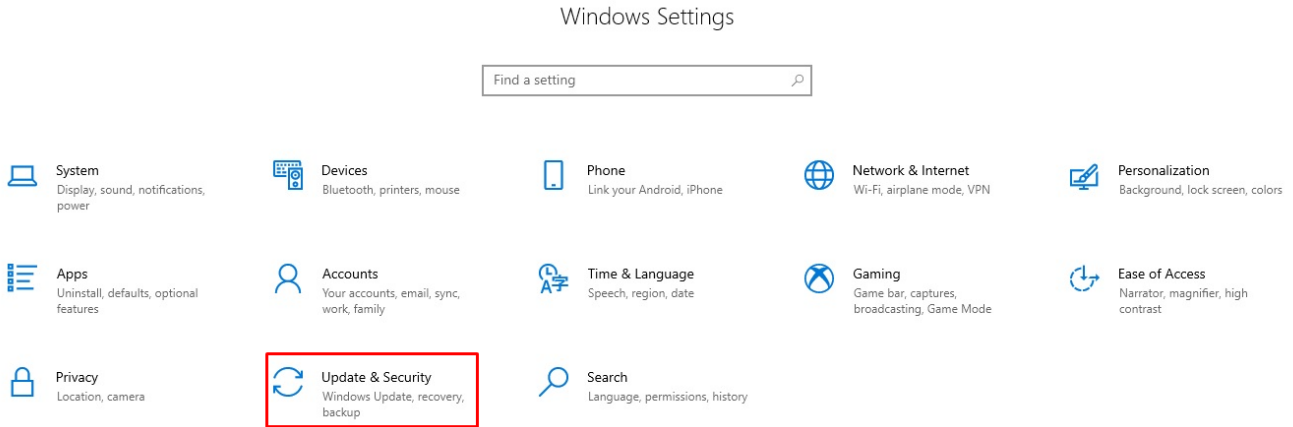 Windows Settings
Find a setting
System
Display, sound, notifications,
power
Devices
Bluetooth, printers, mouse
Phone
Link your Android, iPhone
Network & Internet
Wi-Fi, airplane mode, VPN
Personalization
Background, lock screen, colors
Apps
Uninstall, defaults, optional
features
Accounts
Your accounts, email, sync,
work, family
Time & Language
Speech, region, date
Gaming
Game bar, captures,
broadcasting, Game Mode
Ease of Access
Narrator, magnifier, high
contrast
Privacy
Location, camera
Update & Security
Windows Update, recovery,
backup
Search
Language, permissions, history